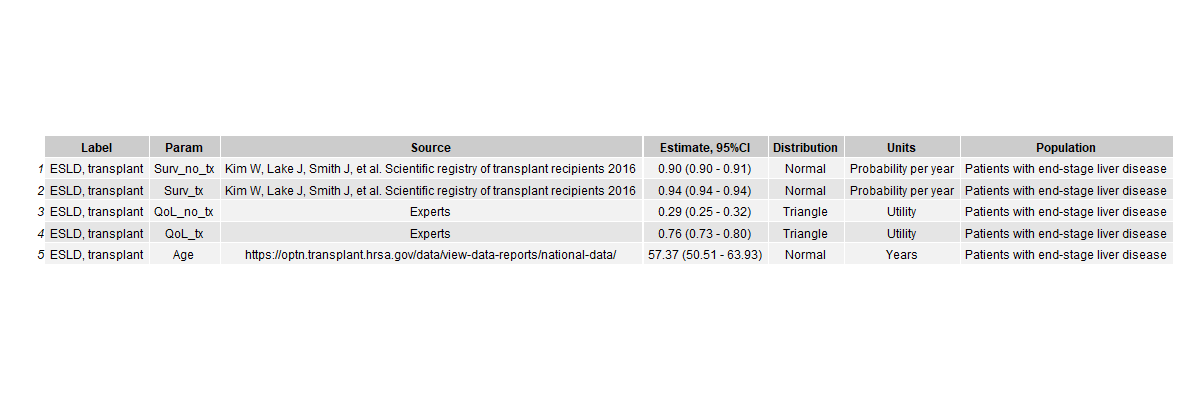 Label Param Source Estimate, 95%CI Distribution Units Population
1 ESLD, transplant Surv_no_tx Kim W, Lake J, Smith J, et al. Scientific registry of transplant recipients 2016 0.90 (0.90 - 0.91) Normal Probability per year Patients with end-stage liver disease
2 ESLD, transplant Surv_tx Kim W, Lake J, Smith J, et al. Scientific registry of transplant recipients 2016 0.94 (0.94 - 0.94) Normal Probability per year Patients with end-stage liver disease
3 ESLD, transplant QoL_no_tx Experts 0.29 (0.25 - 0.32) Triangle Utility Patients with end-stage liver disease
4 ESLD, transplant QoL_tx Experts 0.76 (0.73 - 0.80) Triangle Utility Patients with end-stage liver disease
5 ESLD, transplant Age https://optn.transplant.hrsa.gov/data/view-data-reports/national-data/ 57.37 (50.51 - 63.93) Normal Years Patients with end-stage liver disease